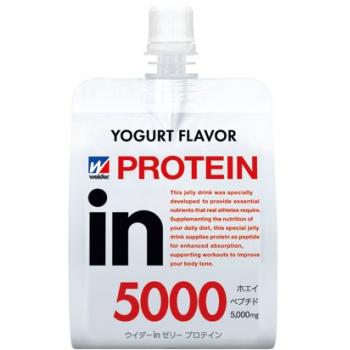 YOGURT FLAVOR
weider
PROTEIN
in
This jelly drink was specially
developed to provide essential
nutrients that real athletes require.
Supplementing the nutrition of
your daily diet, this special jelly
drink supplies protein as peptide
for enhanced absorption,
supporting workouts to improve
your body tone.
5000
ホエイ
ペプチド
5,000mg
ウイダーinゼリー プロテイン